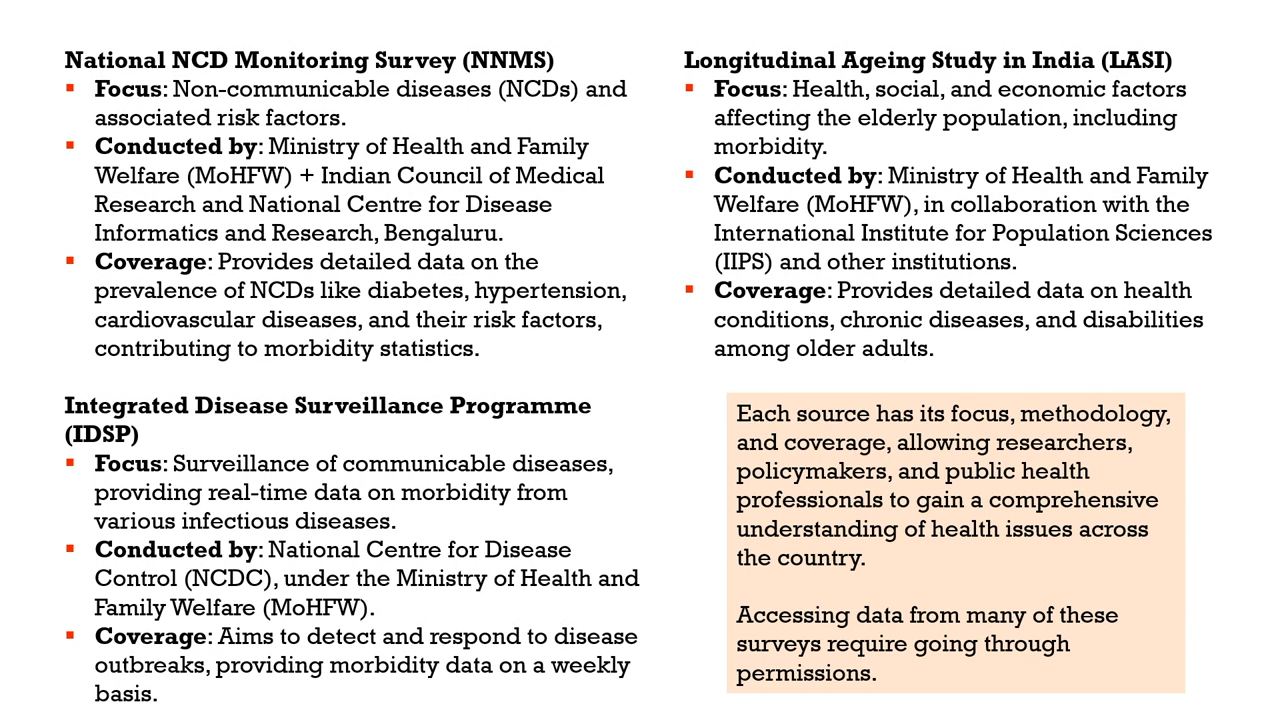 National NCD Monitoring Survey (NNMS)
▪ Focus: Non-communicable diseases (NCDs) and
associated risk factors.
▪ Conducted by: Ministry of Health and Family
Welfare (MoHFW) + Indian Council of Medical
Research and National Centre for Disease
Informatics and Research, Bengaluru.
▪ Coverage: Provides detailed data on the
prevalence of NCDs like diabetes, hypertension,
cardiovascular diseases, and their risk factors,
contributing to morbidity statistics.
Integrated Disease Surveillance Programme
(IDSP)
▪ Focus: Surveillance of communicable diseases,
providing real-time data on morbidity from
various infectious diseases.
▪ Conducted by: National Centre for Disease
Control (NCDC), under the Ministry of Health and
Family Welfare (MoHFW).
▪ Coverage: Aims to detect and respond to disease
outbreaks, providing morbidity data on a weekly
basis.
Longitudinal Ageing Study in India (LASI)
▪ Focus: Health, social, and economic factors
affecting the elderly population, including
morbidity.
▪ Conducted by: Ministry of Health and Family
Welfare (MoHFW), in collaboration with the
International Institute for Population Sciences
(IIPS) and other institutions.
▪ Coverage: Provides detailed data on health
conditions, chronic diseases, and disabilities
among older adults.
Each source has its focus, methodology,
and coverage, allowing researchers,
policymakers, and public health
professionals to gain a comprehensive
understanding of health issues across
the country.
Accessing data from many of these
surveys require going through
permissions.